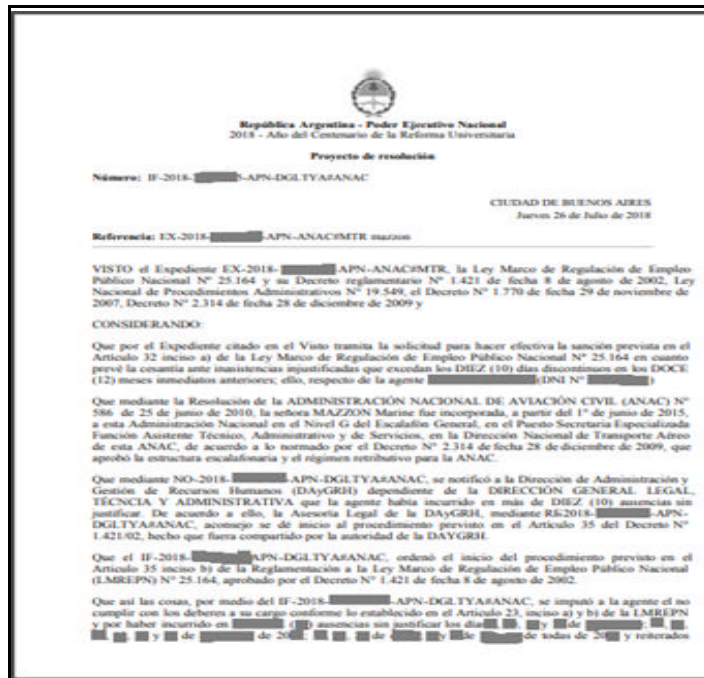 República Argentina - Poder Ejecutivo Nacional
2018 - Año del Centenario de la Reforma Universitaria
Proyecto de resolución
Número: IF-2018- 5-APN-DGLTYA#ANAC
CIUDAD DE BUENOS AIRES
Jueves 26 de Julio de 2018
Referencia: EX-2018- -APN-ANAC#MTR mazzon
VISTO el Expediente EX-2018- APN-ANAC#MTR, la Ley Marco de Regulación de Empleo
Público Nacional N° 25.164 y su Decreto reglamentario N° 1.421 de fecha 8 de agosto de 2002, Ley
Nacional de Procedimientos Administrativos N° 19.549, el Decreto N° 1.770 de fecha 29 de noviembre de
2007, Decreto N° 2.314 de fecha 28 de diciembre de 2009 y
CONSIDERANDO:
Que por el Expediente citado en el Visto tramita la solicitud para hacer efectiva la sanción prevista en el
Artículo 32 inciso a) de la Ley Marco de Regulación de Empleo Público Nacional N° 25.164 en cuanto
prevé la cesantía ante inasistencias injustificadas que excedan los DIEZ (10) días discontinuos en los DOCE
(12) meses inmediatos anteriores; ello, respecto de la agente (DNI N° )
Que mediante la Resolución de la ADMINISTRACIÓN NACIONAL DE AVIACIÓN CIVIL (ANAC) N°
586 de 25 de junio de 2010, la señora MAZZON Marine fue incorporada, a partir del 1° de junio de 2015,
a esta Administración Nacional en el Nivel G del Escalafón General, en el Puesto Secretaria Especializada
Función Asistente Técnico, Administrativo y de Servicios, en la Dirección Nacional de Transporte Aéreo
de esta ANAC, de acuerdo a lo normado por el Decreto N° 2.314 de fecha 28 de diciembre de 2009, que
aprobó la estructura escalafonaria y el régimen retributivo para la ANAC.
Que mediante NO-2018- -APN-DGLTYA#ANAC, se notificó a la Dirección de Administración y
Gestión de Recursos Humanos (DAyGRH) dependiente de la DIRECCIÓN GENERAL LEGAL,
TÉCNCIA Y ADMINISTRATIVA que la agente había incurrido en más de DIEZ (10) ausencias sin
justificar. De acuerdo a ello, la Asesoría Legal de la DAyGRH, mediante RE2018- -APN-
DGLTYA#ANAC, aconsejo se dé inicio al procedimiento previsto en el Artículo 35 del Decreto N°
1.421/02, hecho que fuera compartido por la autoridad de la DAYGRH.
Que el IF-2018- APN-DGLTYA#ANAC, ordenó el inicio del procedimiento previsto en el
Artículo 35 inciso b) de la Reglamentación a la Ley Marco de Regulación de Empleo Público Nacional
(LMREPN) N° 25.164, aprobado por el Decreto N° 1.421 de fecha 8 de agosto de 2002.
Que así las cosas, por medio del IF-2018- -APN-DGLTYA#ANAC, se imputó a la agente el no
cumplir con los deberes a su cargo conforme lo establecido en el Artículo 23, inciso a) y b) de la LMREPN
y por haber incurrido en ( ) ausencias sin justificar los días , , y de ; ,
, , y de de ; , , de y de de todas de y reiterados